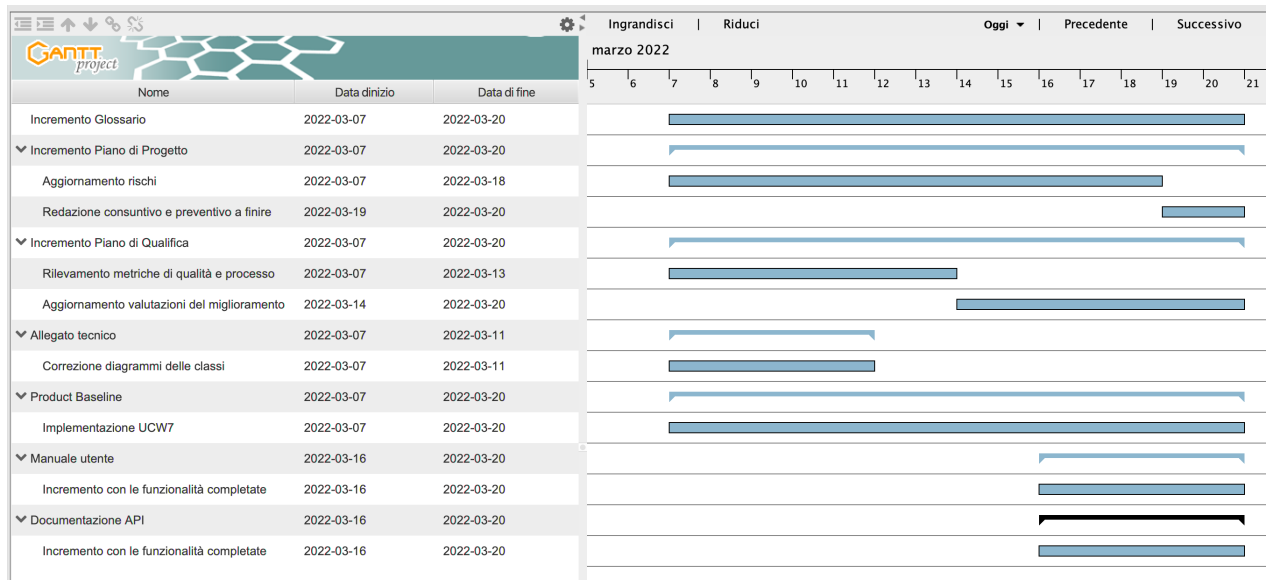 Ingrandisci | Riduci Oggi | Precedente | Successivo
GANTT project
marzo 2022
5 6 7 8 9 10 11 12 13 14 15 16 17 18 19 20 21
Nome Data dinizio Data di fine
Incremento Glossario 2022-03-07 2022-03-20
Incremento Piano di Progetto 2022-03-07 2022-03-20
Aggiornamento rischi 2022-03-07 2022-03-18
Redazione consuntivo e preventivo a finire 2022-03-19 2022-03-20
Incremento Piano di Qualifica 2022-03-07 2022-03-20
Rilevamento metriche di qualità e processo 2022-03-07 2022-03-13
Aggiornamento valutazioni del miglioramento 2022-03-14 2022-03-20
Allegato tecnico 2022-03-07 2022-03-11
Correzione diagrammi delle classi 2022-03-07 2022-03-11
Product Baseline 2022-03-07 2022-03-20
Implementazione UCW7 2022-03-07 2022-03-20
Manuale utente 2022-03-16 2022-03-20
Incremento con le funzionalità completate 2022-03-16 2022-03-20
Documentazione API 2022-03-16 2022-03-20
Incremento con le funzionalità completate 2022-03-16 2022-03-20